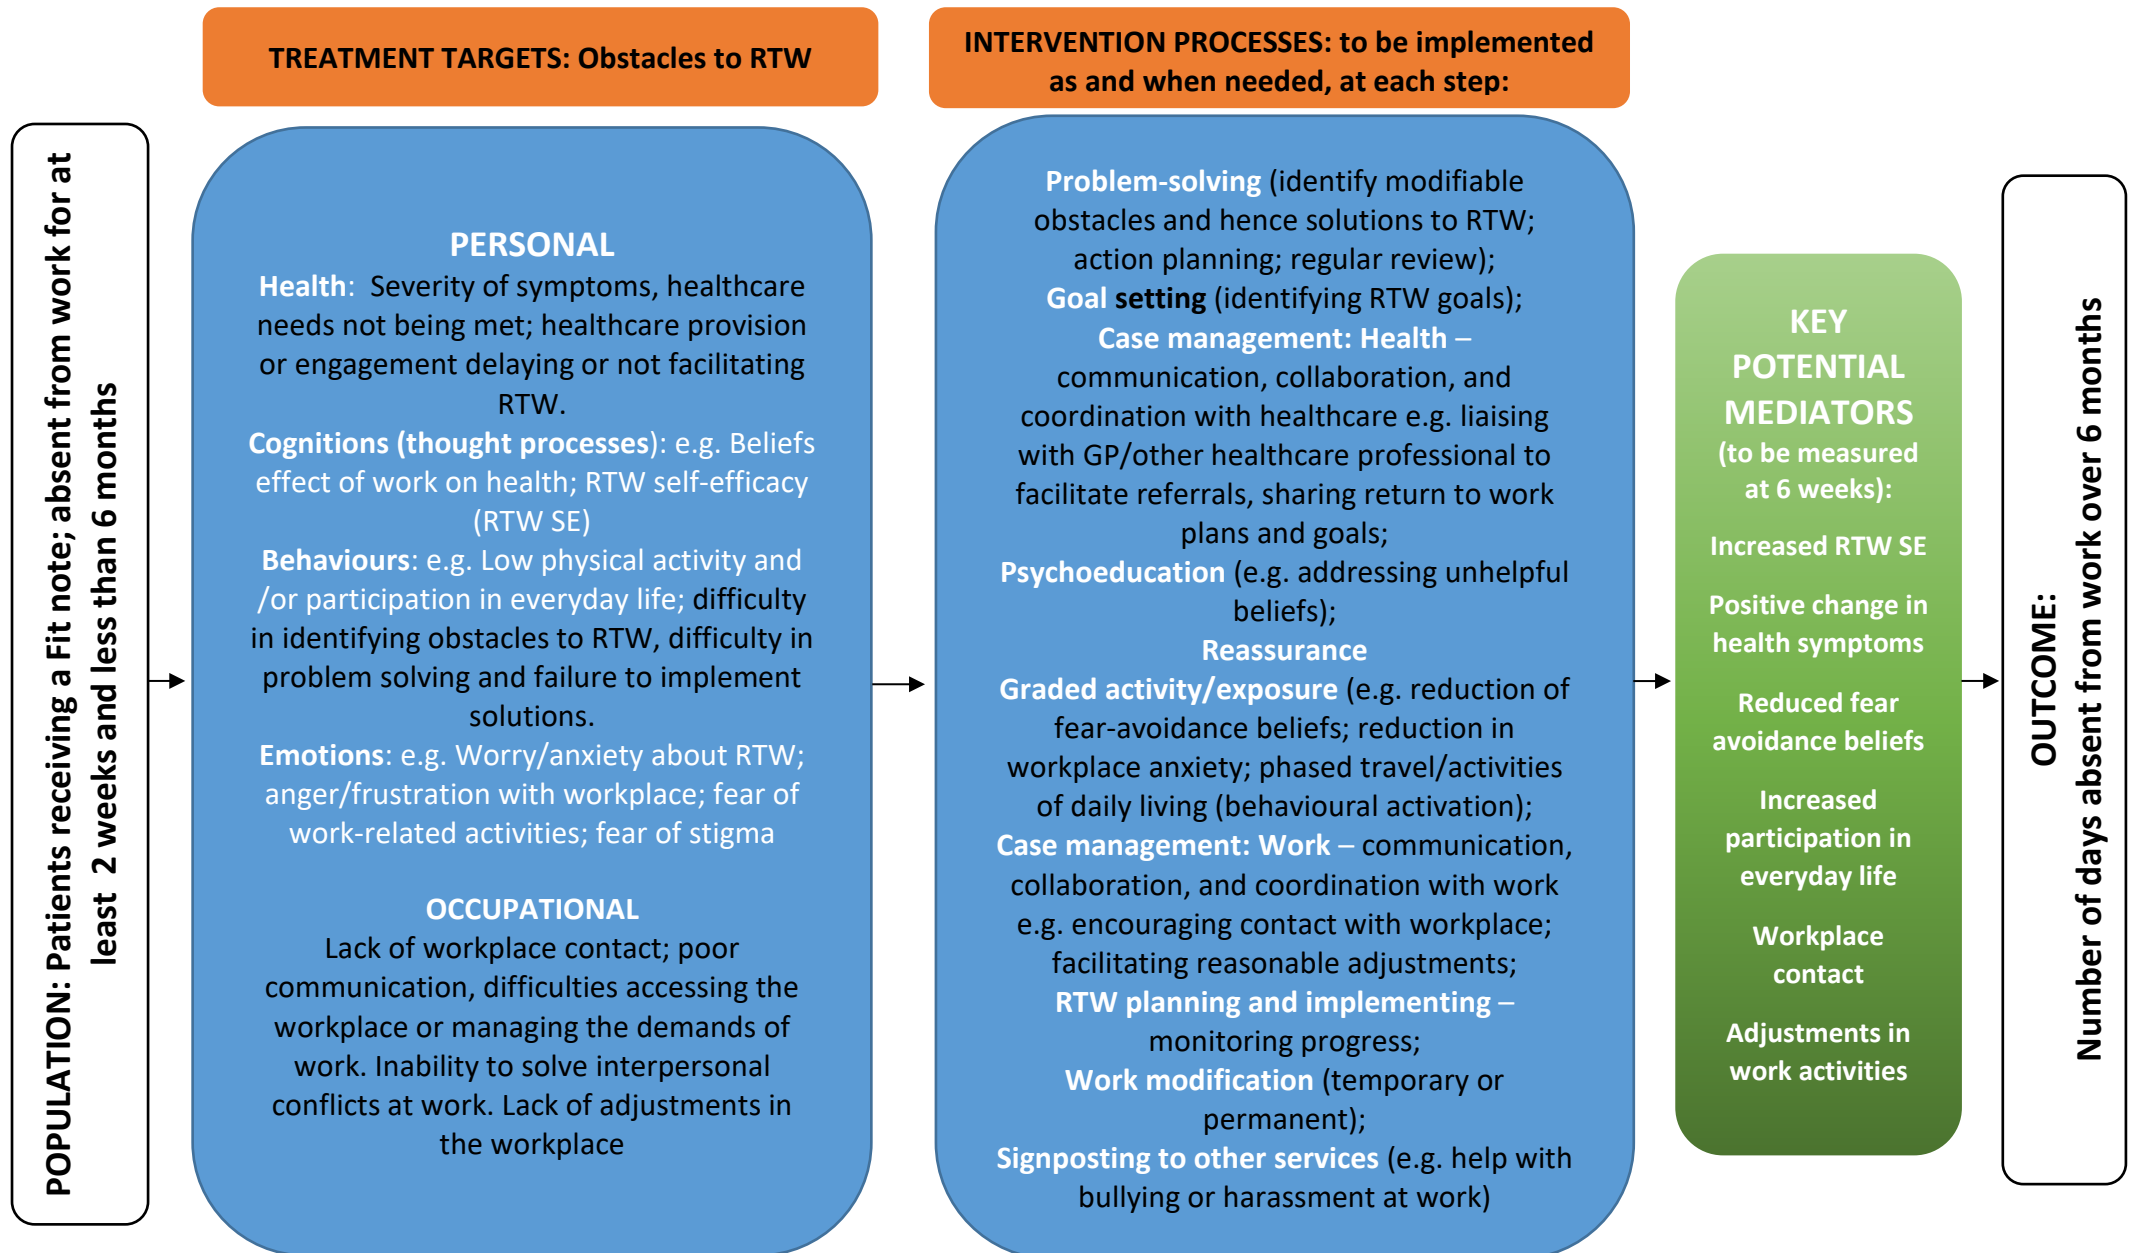 TREATMENT TARGETS: Obstacles to RTW
INTERVENTION PROCESSES: to be implemented
as and when needed, at each step:
POPULATION: Patients receiving a Fit note; absent from work for at
least 2 weeks and less than 6 months
PERSONAL
Health: Severity of symptoms, healthcare
needs not being met; healthcare provision
or engagement delaying or not facilitating
RTW.
Cognitions (thought processes): e.g. Beliefs
effect of work on health; RTW self-efficacy
(RTW SE)
Behaviours: e.g. Low physical activity and
/or participation in everyday life; difficulty
in identifying obstacles to RTW, difficulty in
problem solving and failure to implement
solutions.
Emotions: e.g. Worry/anxiety about RTW;
anger/frustration with workplace; fear of
work-related activities; fear of stigma
OCCUPATIONAL
Lack of workplace contact; poor
communication, difficulties accessing the
workplace or managing the demands of
work. Inability to solve interpersonal
conflicts at work. Lack of adjustments in
the workplace
Problem-solving (identify modifiable
obstacles and hence solutions to RTW;
action planning; regular review);
Goal setting (identifying RTW goals);
Case management: Health –
communication, collaboration, and
coordination with healthcare e.g. liaising
with GP/other healthcare professional to
facilitate referrals, sharing return to work
plans and goals;
Psychoeducation (e.g. addressing unhelpful
beliefs);
Reassurance
Graded activity/exposure (e.g. reduction of
fear-avoidance beliefs; reduction in
workplace anxiety; phased travel/activities
of daily living (behavioural activation);
Case management: Work – communication,
collaboration, and coordination with work
e.g. encouraging contact with workplace;
facilitating reasonable adjustments;
RTW planning and implementing –
monitoring progress;
Work modification (temporary or
permanent);
Signposting to other services (e.g. help with
bullying or harassment at work)
KEY
POTENTIAL
MEDIATORS
(to be measured
at 6 weeks):
Increased RTW SE
Positive change in
health symptoms
Reduced fear
avoidance beliefs
Increased
participation in
everyday life
Workplace
contact
Adjustments in
work activities
OUTCOME:
Number of days absent from work over 6 months